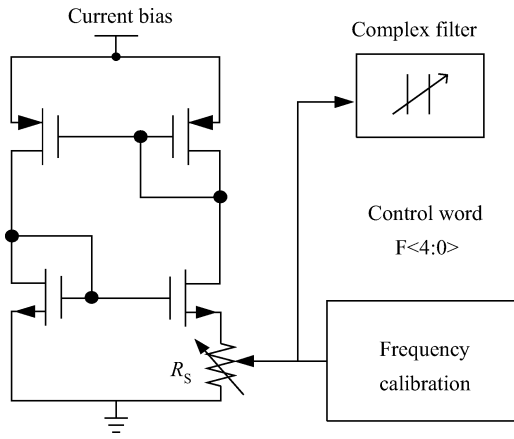 Current bias
Complex filter
Control word
F<4:0>
Frequency
calibration
R_S